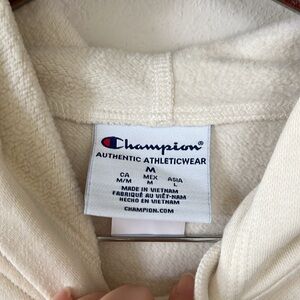 Champion®
AUTHENTIC ATHLETICWEAR
M
CA MEX ASIA
M/M M L
MADE IN VIETNAM
FABRIQUÉ AU VIÊT-NAM
HECHO EN VIETNAM
CHAMPION.COM